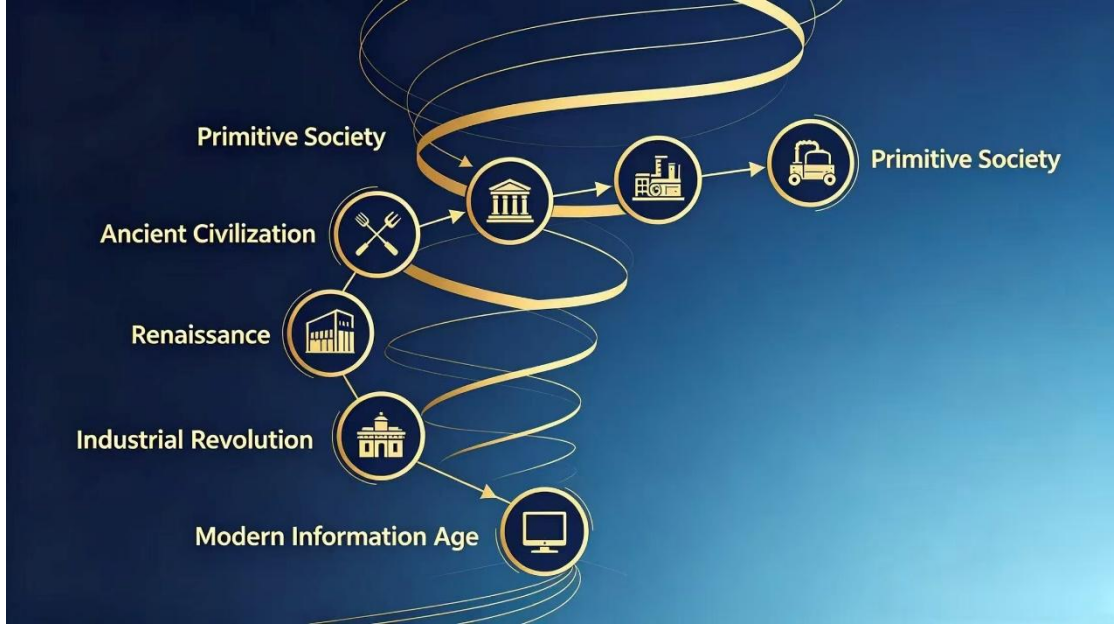 Primitive Society
Primitive Society
Ancient Civilization
Renaissance
Industrial Revolution
Modern Information Age